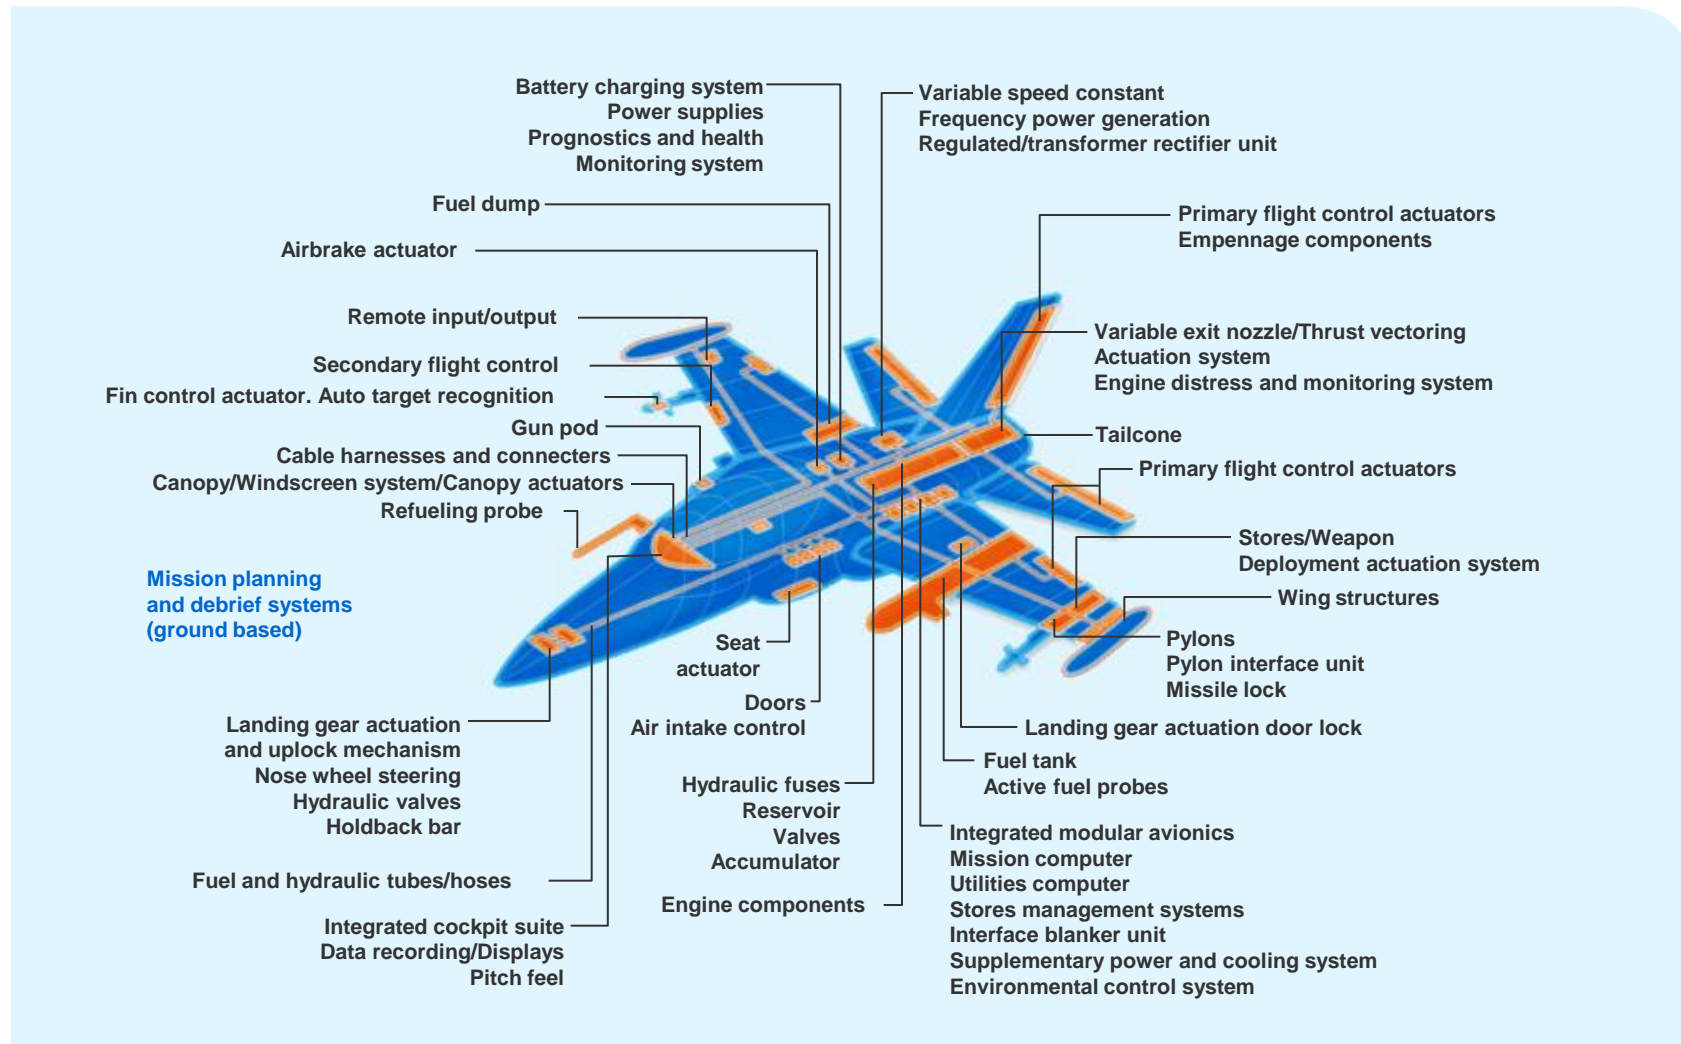 Battery charging system
Power supplies
Prognostics and health
Monitoring system
Variable speed constant
Frequency power generation
Regulated/transformer rectifier unit
Fuel dump
Primary flight control actuators
Empennage components
Airbrake actuator
Remote input/output
Variable exit nozzle/Thrust vectoring
Actuation system
Engine distress and monitoring system
Secondary flight control
Fin control actuator. Auto target recognition
Gun pod
Tailcone
Cable harnesses and connecters
Primary flight control actuators
Canopy/Windscreen system/Canopy actuators
Refueling probe
Stores/Weapon
Deployment actuation system
Mission planning
and debrief systems
(ground based)
Wing structures
Seat
actuator
Pylons
Pylon interface unit
Missile lock
Doors
Air intake control
Landing gear actuation
and uplock mechanism
Nose wheel steering
Hydraulic valves
Holdback bar
Landing gear actuation door lock
Fuel tank
Active fuel probes
Hydraulic fuses
Reservoir
Valves
Accumulator
Integrated modular avionics
Mission computer
Utilities computer
Stores management systems
Interface blanker unit
Supplementary power and cooling system
Environmental control system
Fuel and hydraulic tubes/hoses
Engine components
Integrated cockpit suite
Data recording/Displays
Pitch feel